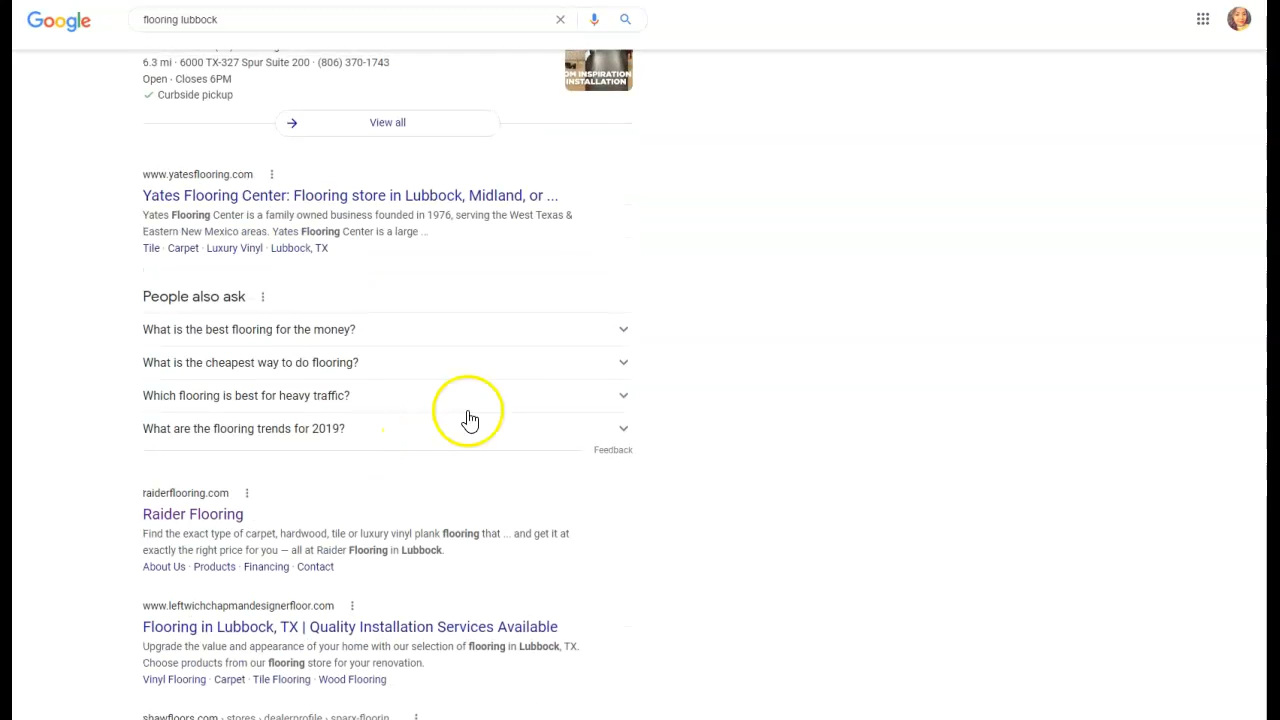 Google
flooring lubbock
6.3 mi · 6000 TX-327 Spur Suite 200 · (806) 370-1743
Open · Closes 6PM
Curbside pickup
OM INSPIRATION
INSTALLATION
View all
www.yatesflooring.com
Yates Flooring Center: Flooring store in Lubbock, Midland, or ...
Yates Flooring Center is a family owned business founded in 1976, serving the West Texas &
Eastern New Mexico areas. Yates Flooring Center is a large ...
Tile · Carpet · Luxury Vinyl · Lubbock, TX
People also ask
What is the best flooring for the money?
What is the cheapest way to do flooring?
Which flooring is best for heavy traffic?
What are the flooring trends for 2019?
Feedback
raiderflooring.com
Raider Flooring
Find the exact type of carpet, hardwood, tile or luxury vinyl plank flooring that ... and get it at
exactly the right price for you — all at Raider Flooring in Lubbock.
About Us · Products · Financing · Contact
www.leftwichchapmandesignerfloor.com
Flooring in Lubbock, TX | Quality Installation Services Available
Upgrade the value and appearance of your home with our selection of flooring in Lubbock, TX.
Choose products from our flooring store for your renovation.
Vinyl Flooring · Carpet · Tile Flooring · Wood Flooring
shawfloors.com › stores › dealerprofile › sparx-floorin